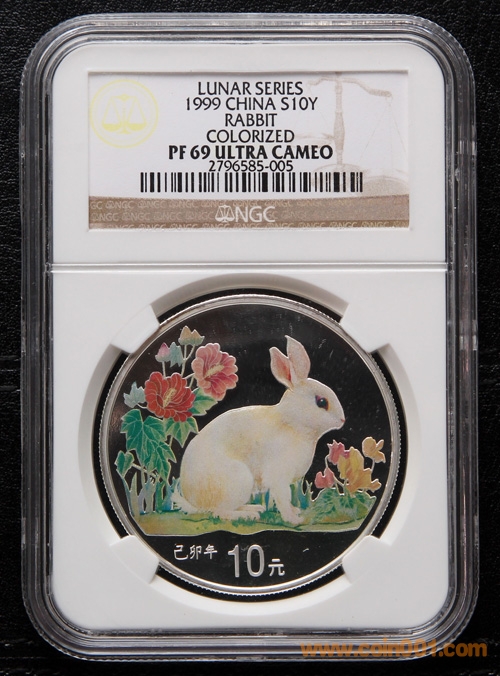 LUNAR SERIES
1999 CHINA S10Y
RABBIT
COLORIZED
PF 69 ULTRA CAMEO
2796585-005
NGC
己卯年 10元
www.coin001.com